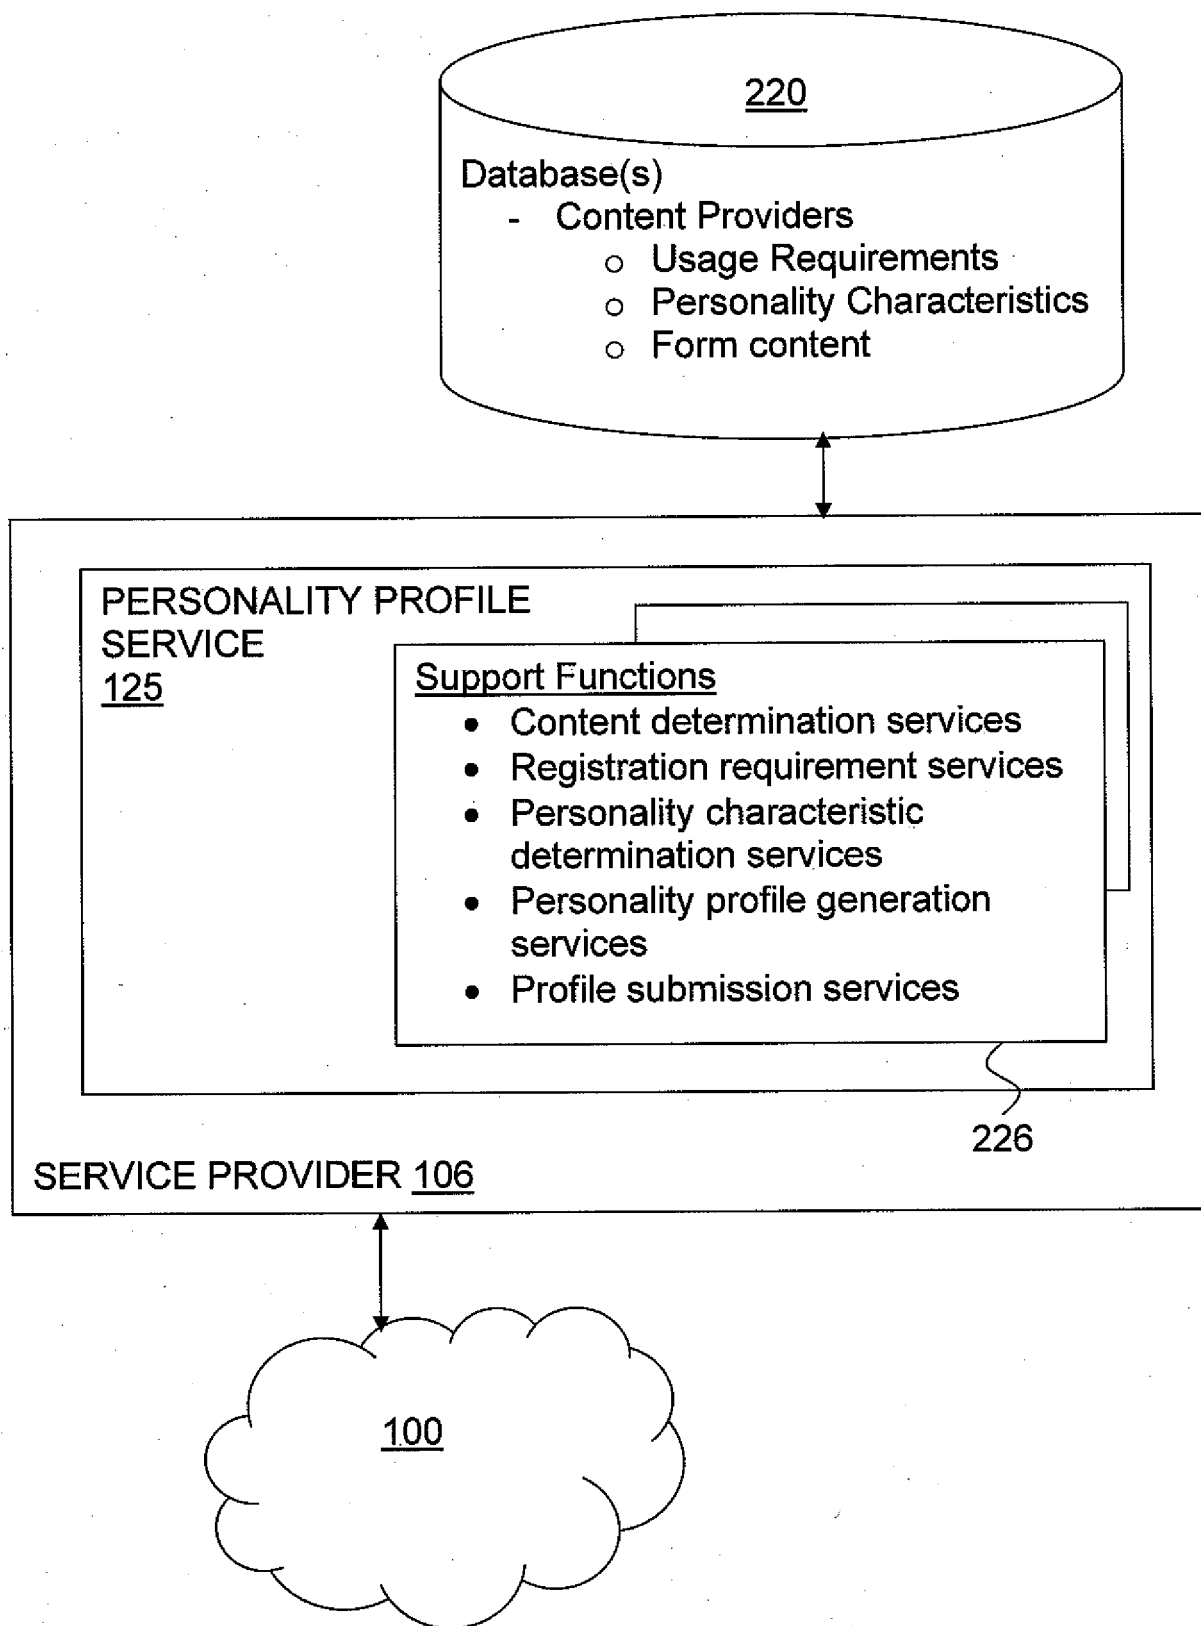 220
Database(s)
- Content Providers
o Usage Requirements
o Personality Characteristics
o Form content
PERSONALITY PROFILE
SERVICE
125
Support Functions
• Content determination services
• Registration requirement services
• Personality characteristic
determination services
• Personality profile generation
services
• Profile submission services
226
SERVICE PROVIDER 106
100